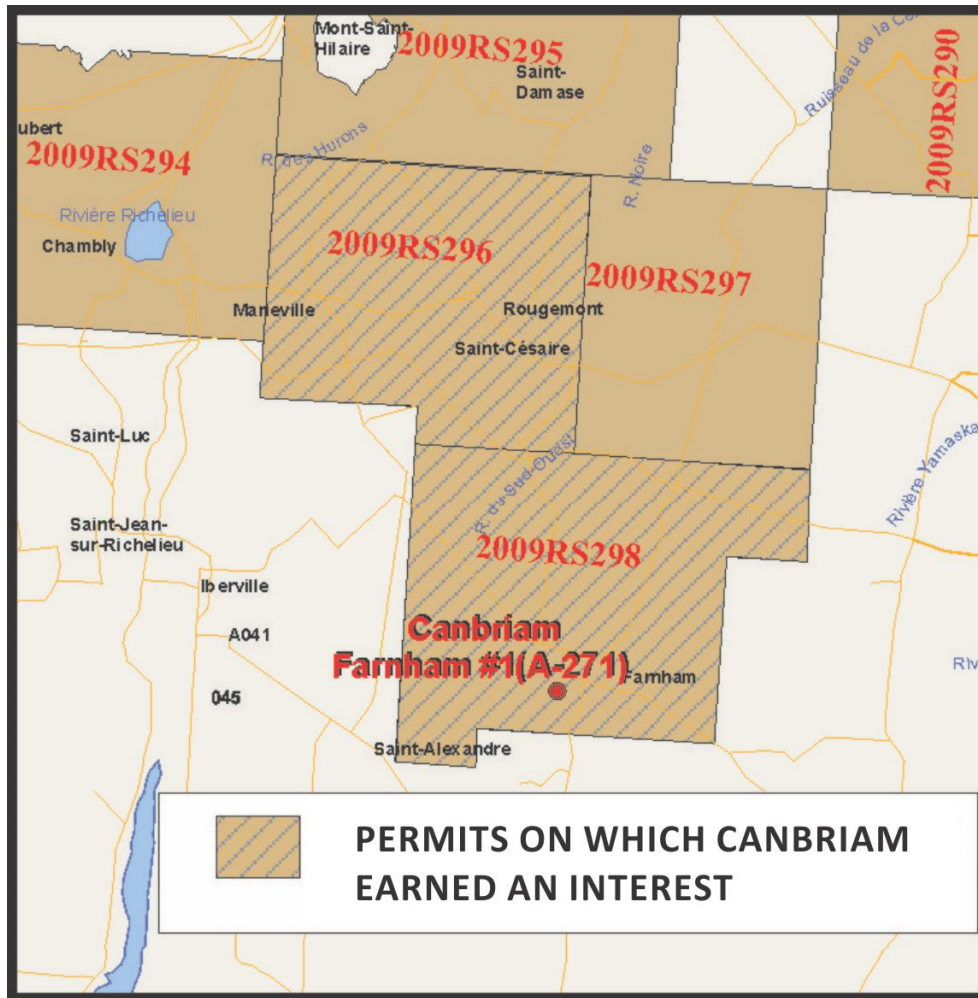 Mont-Saint-
Hilaire
2009RS295
Saint-
Damase
Ruisseau de la
2009RS290
ubert
2009RS294
R. des Hurons
R. Noire
Rivière Richelieu
Chambly
2009RS296
2009RS297
Marieville
Rougemont
Saint-Césaire
Saint-Luc
R. du Sud-Ouest
Rivière Yamaska
Saint-Jean-
sur-Richelieu
2009RS298
Iberville
A041
Canbriam
Farnham #1(A-271)
Farnham
Riv
045
Saint-Alexandre
PERMITS ON WHICH CANBRIAM
EARNED AN INTEREST